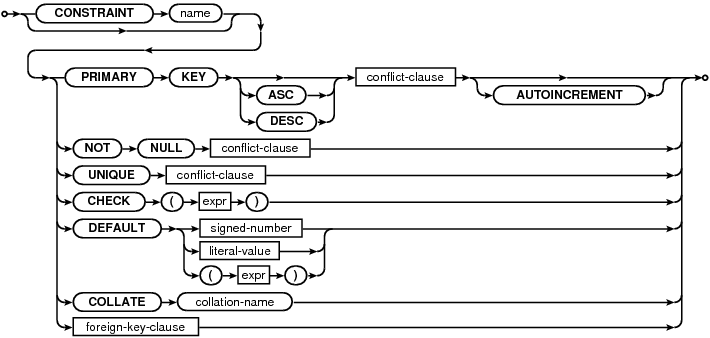 CONSTRAINT name
PRIMARY KEY conflict-clause
ASC AUTOINCREMENT
DESC
NOT NULL conflict-clause
UNIQUE conflict-clause
CHECK ( expr )
DEFAULT signed-number
literal-value
( expr )
COLLATE collation-name
foreign-key-clause